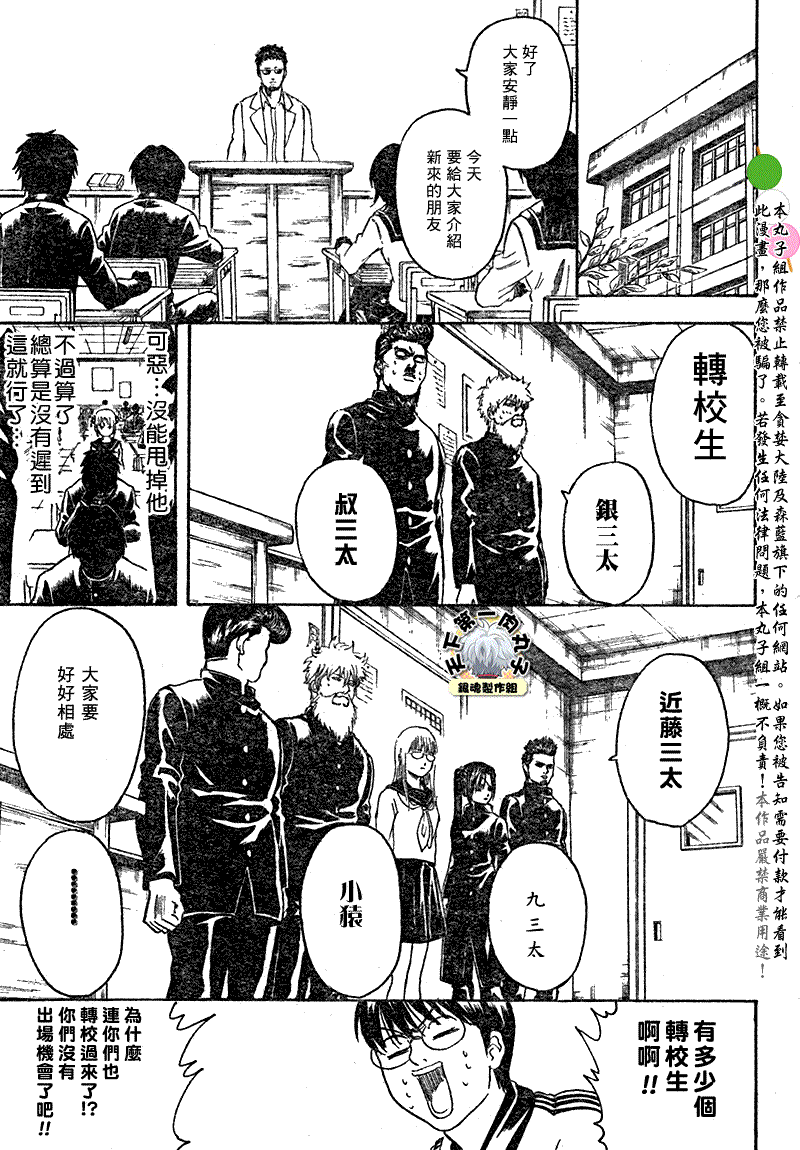 好了
大家安靜一點
今天
要給大家介紹
新來的朋友
轉校生
銀三太
叔三太
可惡…沒能甩掉他
不過算了
總算是沒有遲到
這就行了…
近藤三太
九三太
小猿
………
大家要
好好相處
有多少個
轉校生
啊啊!!
為什麼
連你們也
轉校過來了!?
你們沒有
出場機會了吧!!
天下第一肉丸子
銀魂製作組
本丸子組作品禁止轉載至貪婪大陸及森藍旗下的任何網站。如果您被告知需要付款才能看到
此漫畫，那麼您被騙了。若發生任何法律問題，本丸子組一概不負責！本作品嚴禁商業用途！